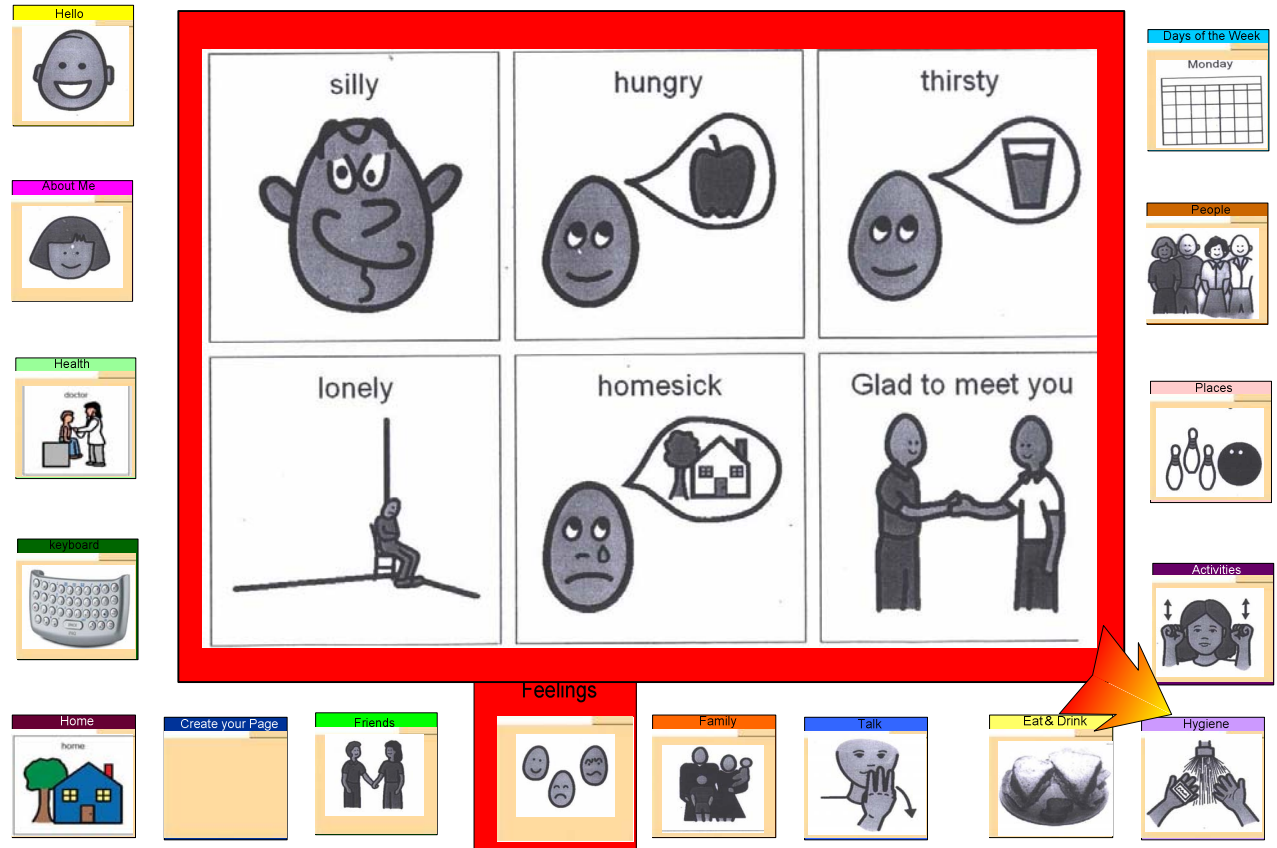 Hello
Days of the Week
Monday
silly
hungry
thirsty
About Me
People
Health
doctor
lonely
homesick
Glad to meet you
Places
keyboard
Activities
Home
home
Create your Page
Friends
Feelings
Family
Talk
Eat & Drink
Hygiene